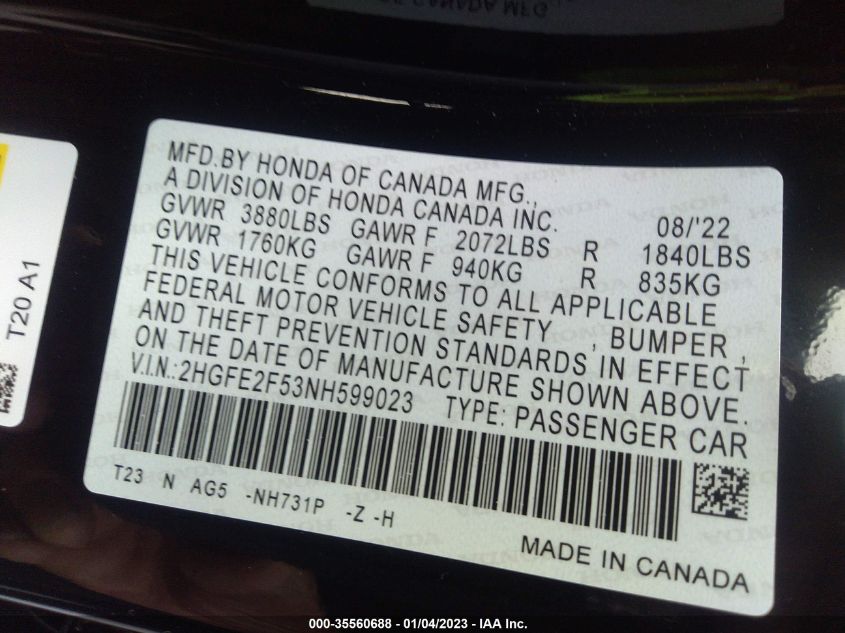 MFD.BY HONDA OF CANADA MFG.,
A DIVISION OF HONDA CANADA INC. 08/'22
GVWR 3880LBS GAWR F 2072LBS R 1840LBS
GVWR 1760KG GAWR F 940KG R 835KG
THIS VEHICLE CONFORMS TO ALL APPLICABLE
FEDERAL MOTOR VEHICLE SAFETY , BUMPER ,
AND THEFT PREVENTION STANDARDS IN EFFECT
ON THE DATE OF MANUFACTURE SHOWN ABOVE.
V.I.N.:2HGFE2F53NH599023 TYPE: PASSENGER CAR
T23 N AG5 -NH731P -Z -H
MADE IN CANADA
T20 A1
000-35560688 - 01/04/2023 - IAA Inc.